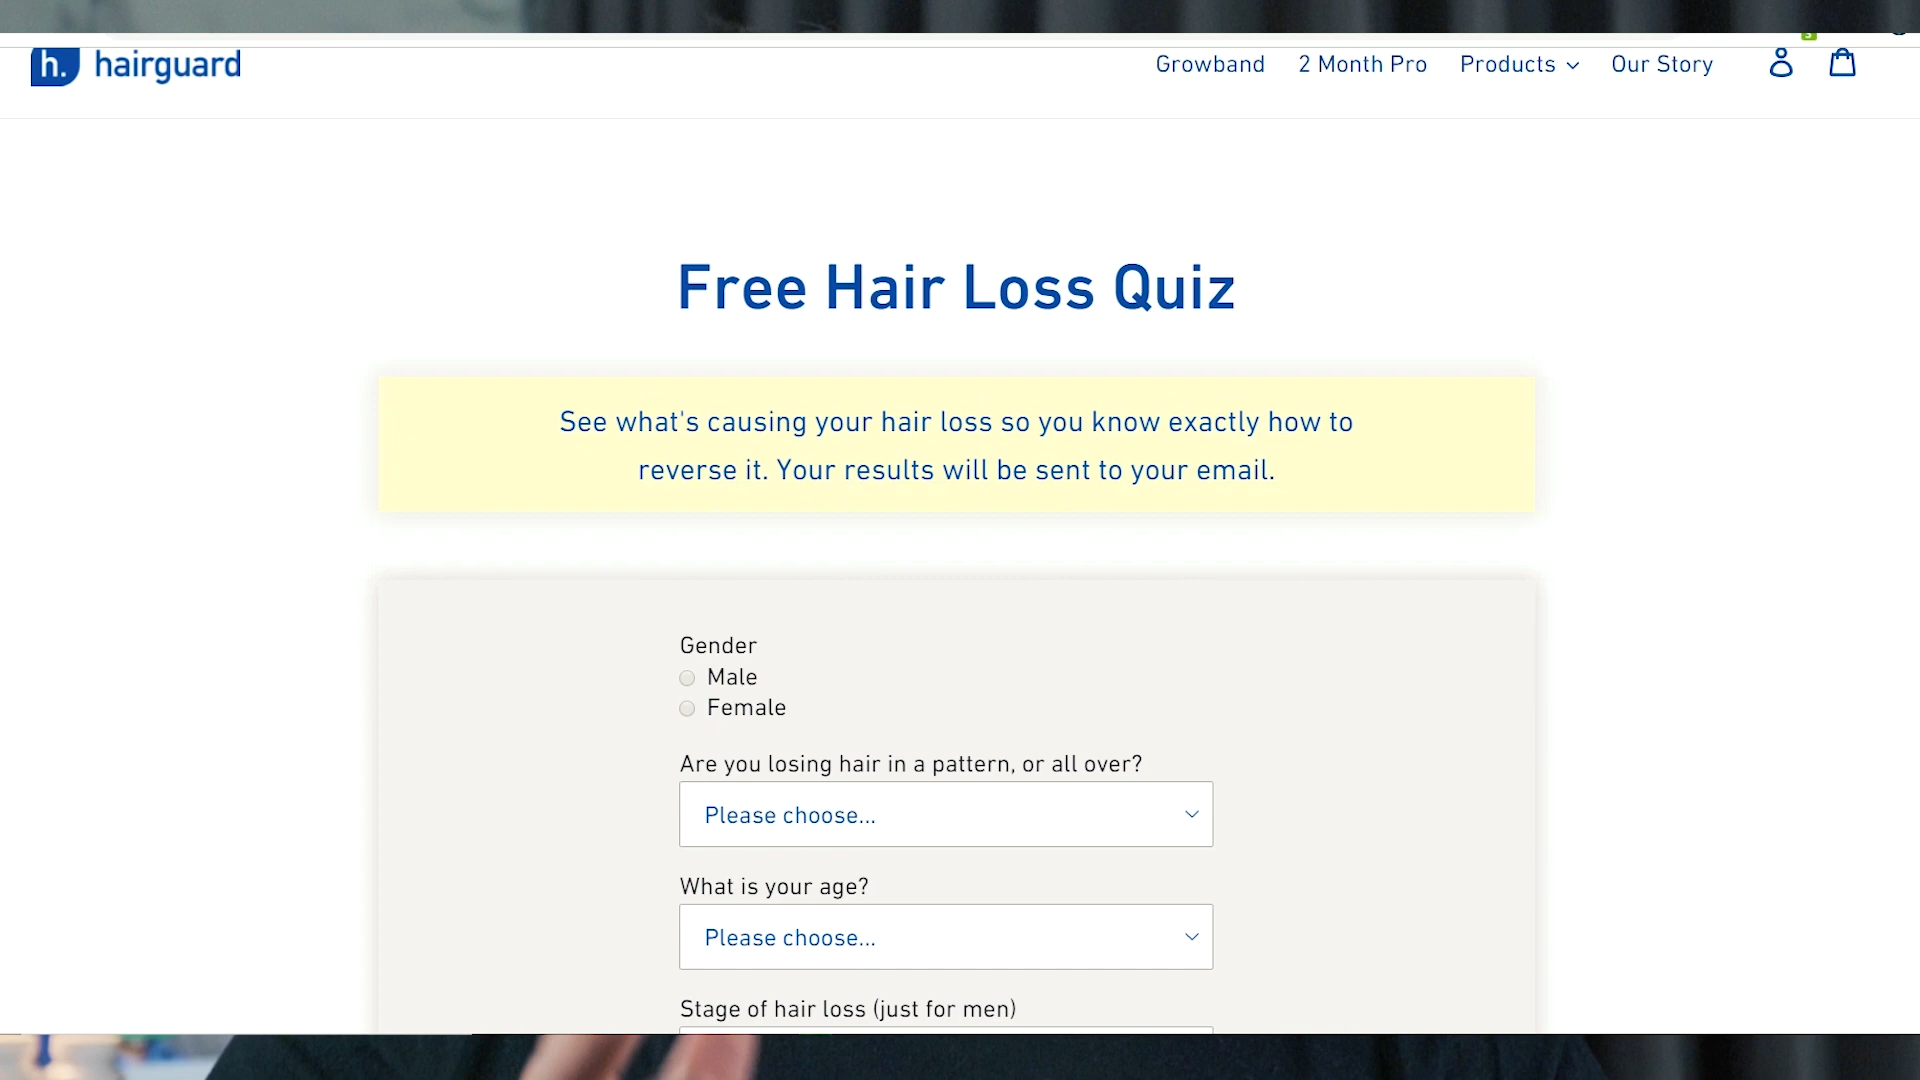 h. hairguard
Growband 2 Month Pro Products Our Story
Free Hair Loss Quiz
See what's causing your hair loss so you know exactly how to
reverse it. Your results will be sent to your email.
Gender
Male
Female
Are you losing hair in a pattern, or all over?
Please choose...
What is your age?
Please choose...
Stage of hair loss (just for men)